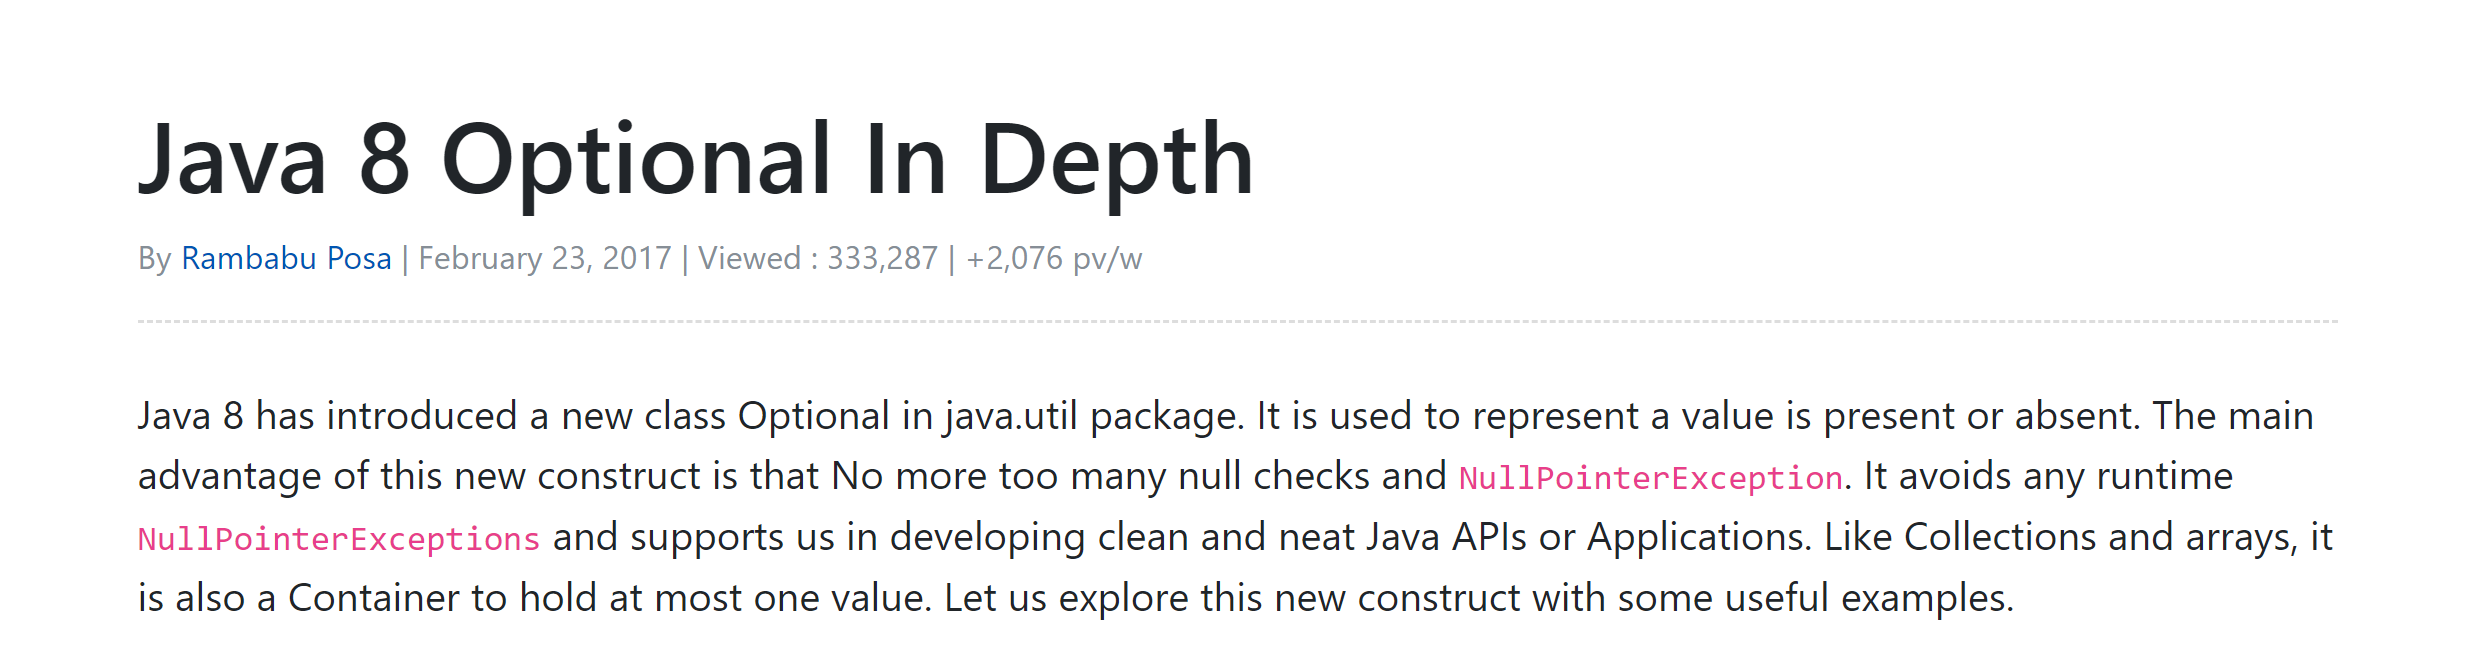 Java 8 Optional In Depth
By Rambabu Posa | February 23, 2017 | Viewed : 333,287 | +2,076 pv/w
Java 8 has introduced a new class Optional in java.util package. It is used to represent a value is present or absent. The main
advantage of this new construct is that No more too many null checks and NullPointerException. It avoids any runtime
NullPointerExceptions and supports us in developing clean and neat Java APIs or Applications. Like Collections and arrays, it
is also a Container to hold at most one value. Let us explore this new construct with some useful examples.